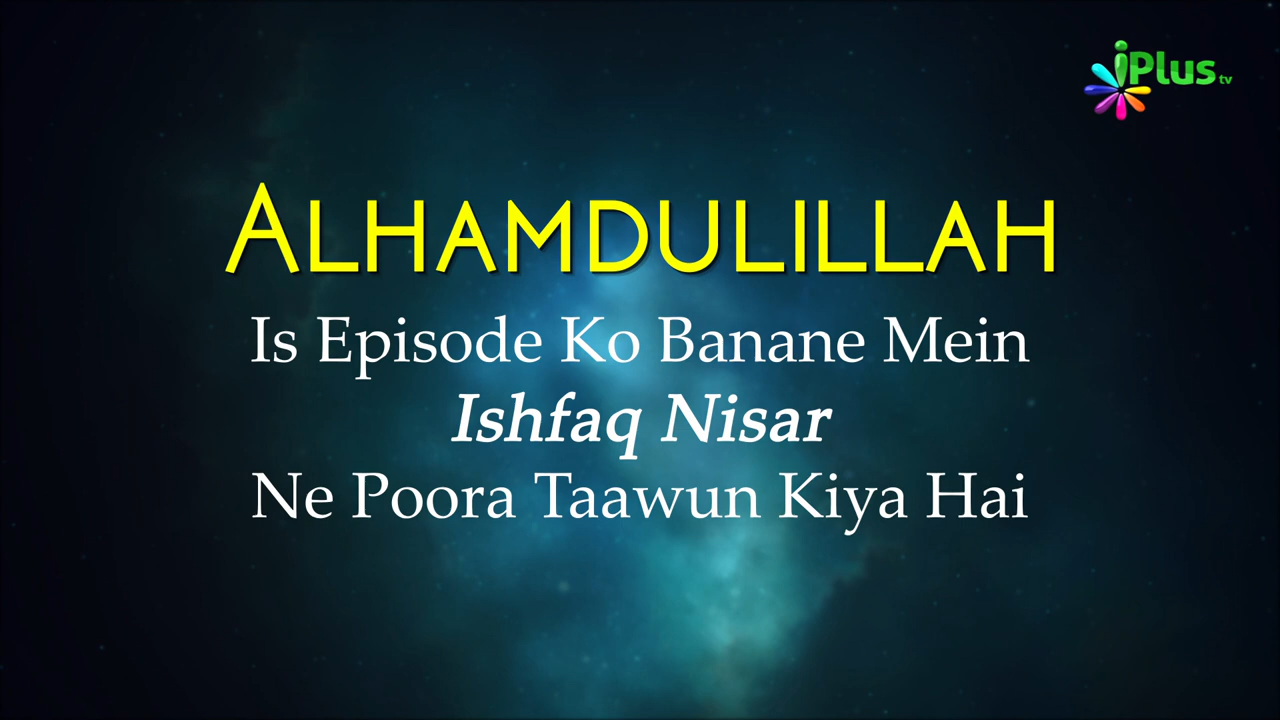 iPlus tv
ALHAMDULILLAH
Is Episode Ko Banane Mein
Ishfaq Nisar
Ne Poora Taawun Kiya Hai